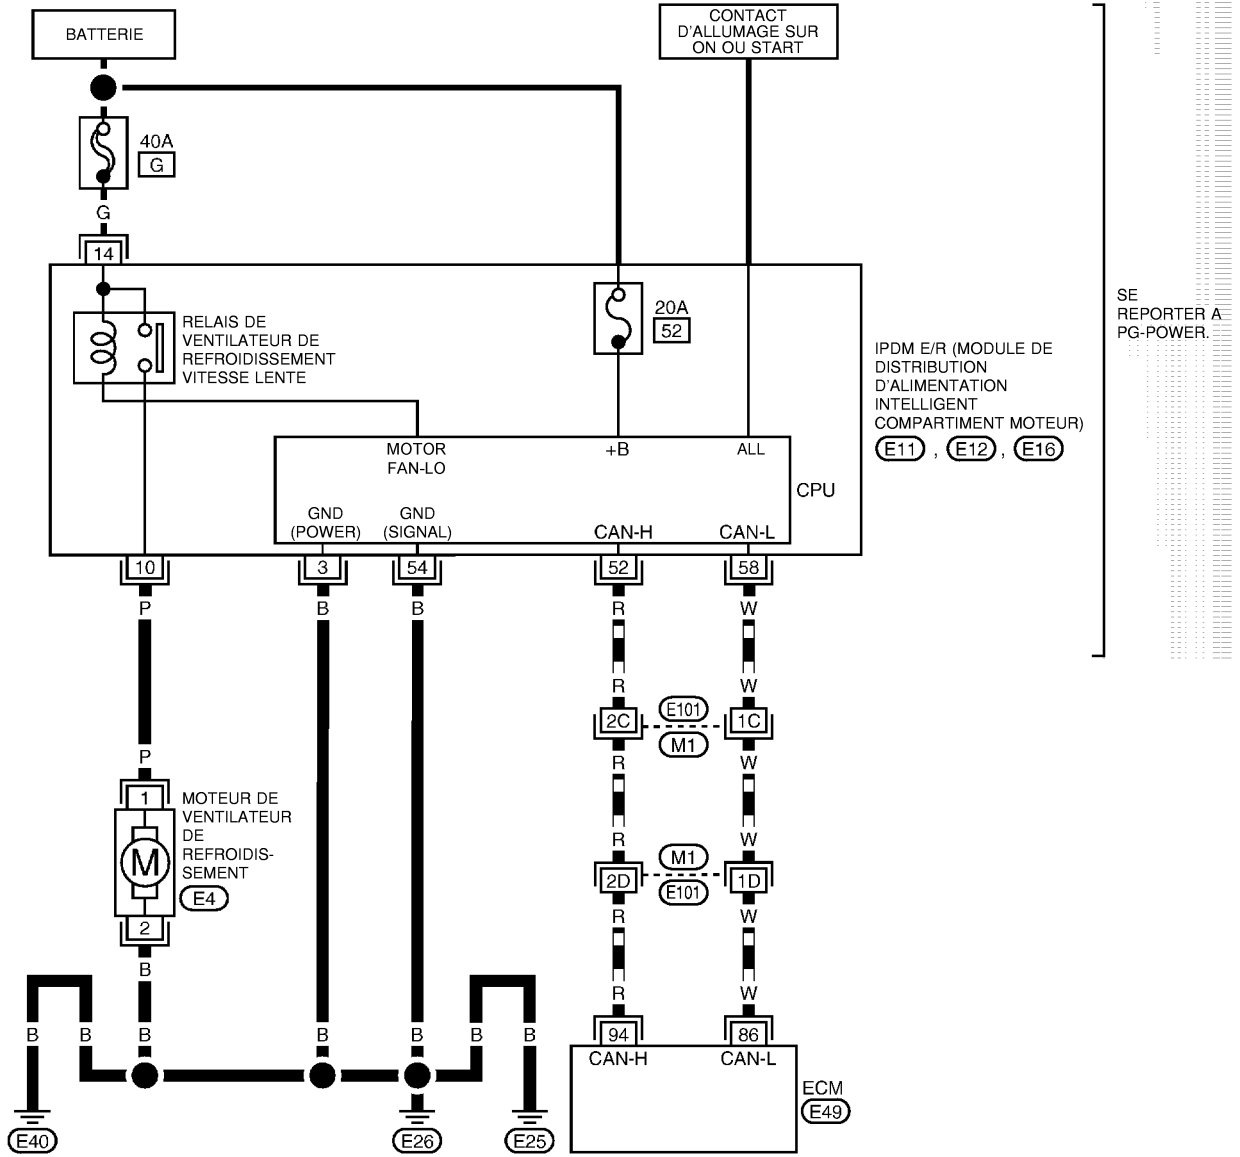 BATTERIE
CONTACT
D'ALLUMAGE SUR
ON OU START
40A
G
G
14
RELAIS DE
VENTILATEUR DE
REFROIDISSEMENT
VITESSE LENTE
20A
52
SE
REPORTER A
PG-POWER.
IPDM E/R (MODULE DE
DISTRIBUTION
D'ALIMENTATION
INTELLIGENT
COMPARTIMENT MOTEUR)
E11 , E12 , E16
MOTOR
FAN-LO
+B
ALL
CPU
GND
(POWER)
GND
(SIGNAL)
CAN-H
CAN-L
10
3
54
52
58
P
B
B
R
W
R
W
E101
2C
1C
M1
P
R
W
1
MOTEUR DE
VENTILATEUR
DE
REFROIDIS-
SEMENT
E4
M
2
R
W
M1
2D
1D
E101
R
W
B
R
W
B
B
B
B
B
B
B
94
86
CAN-H
CAN-L
ECM
E49
E40
E26
E25